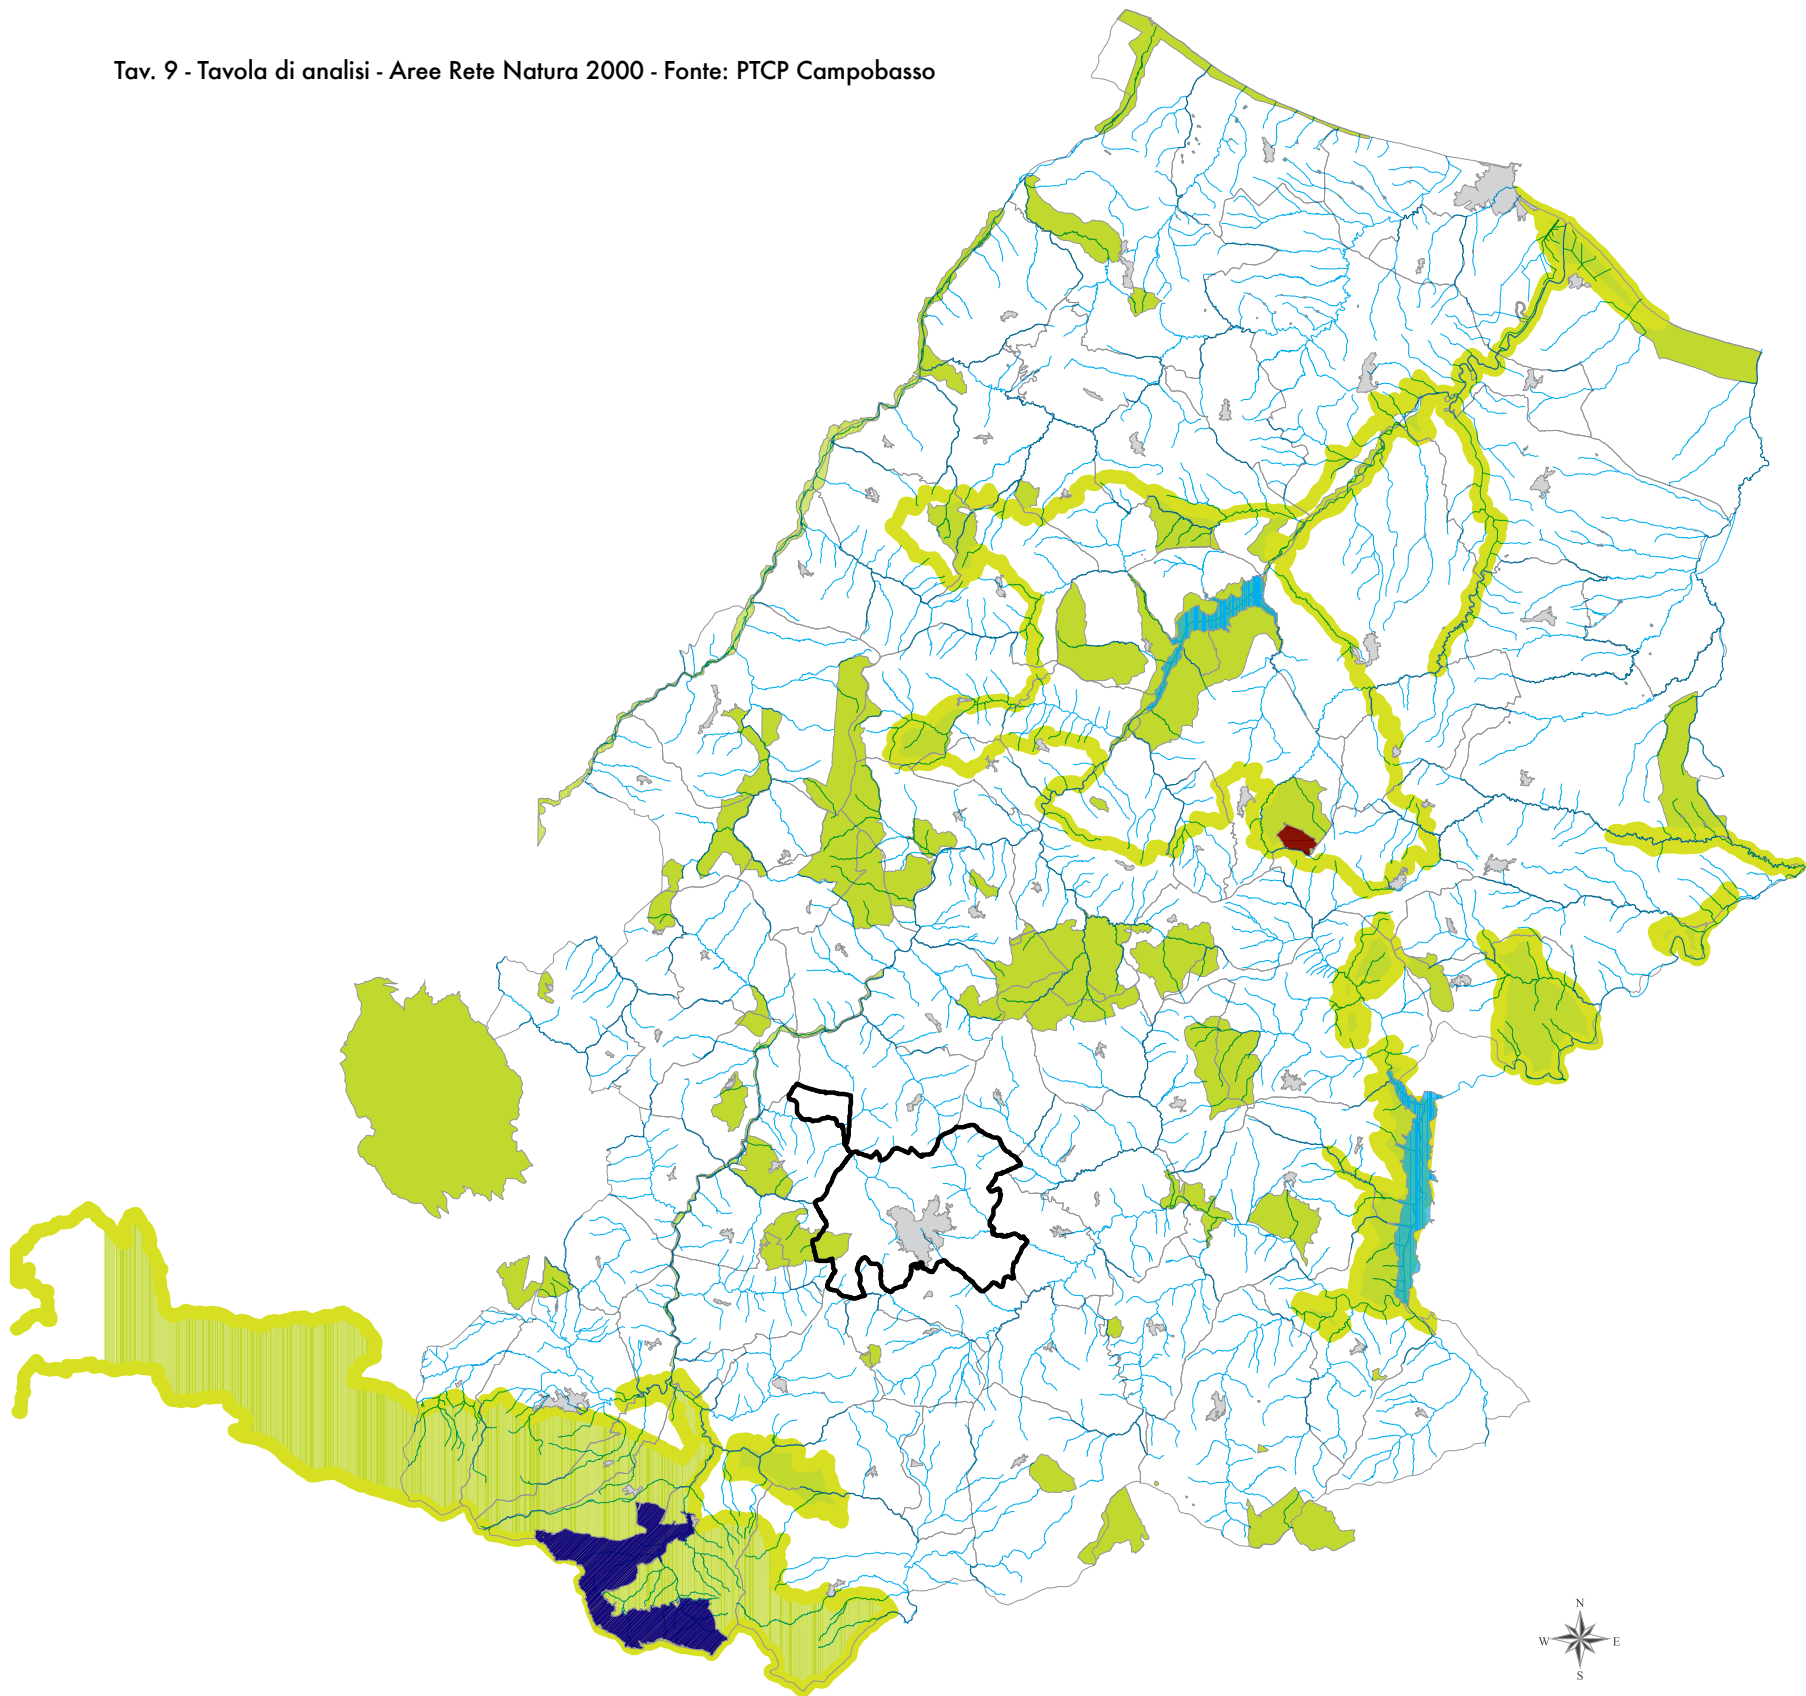 Tav. 9 - Tavola di analisi - Aree Rete Natura 2000 - Fonte: PTCP Campobasso
N
W E
S